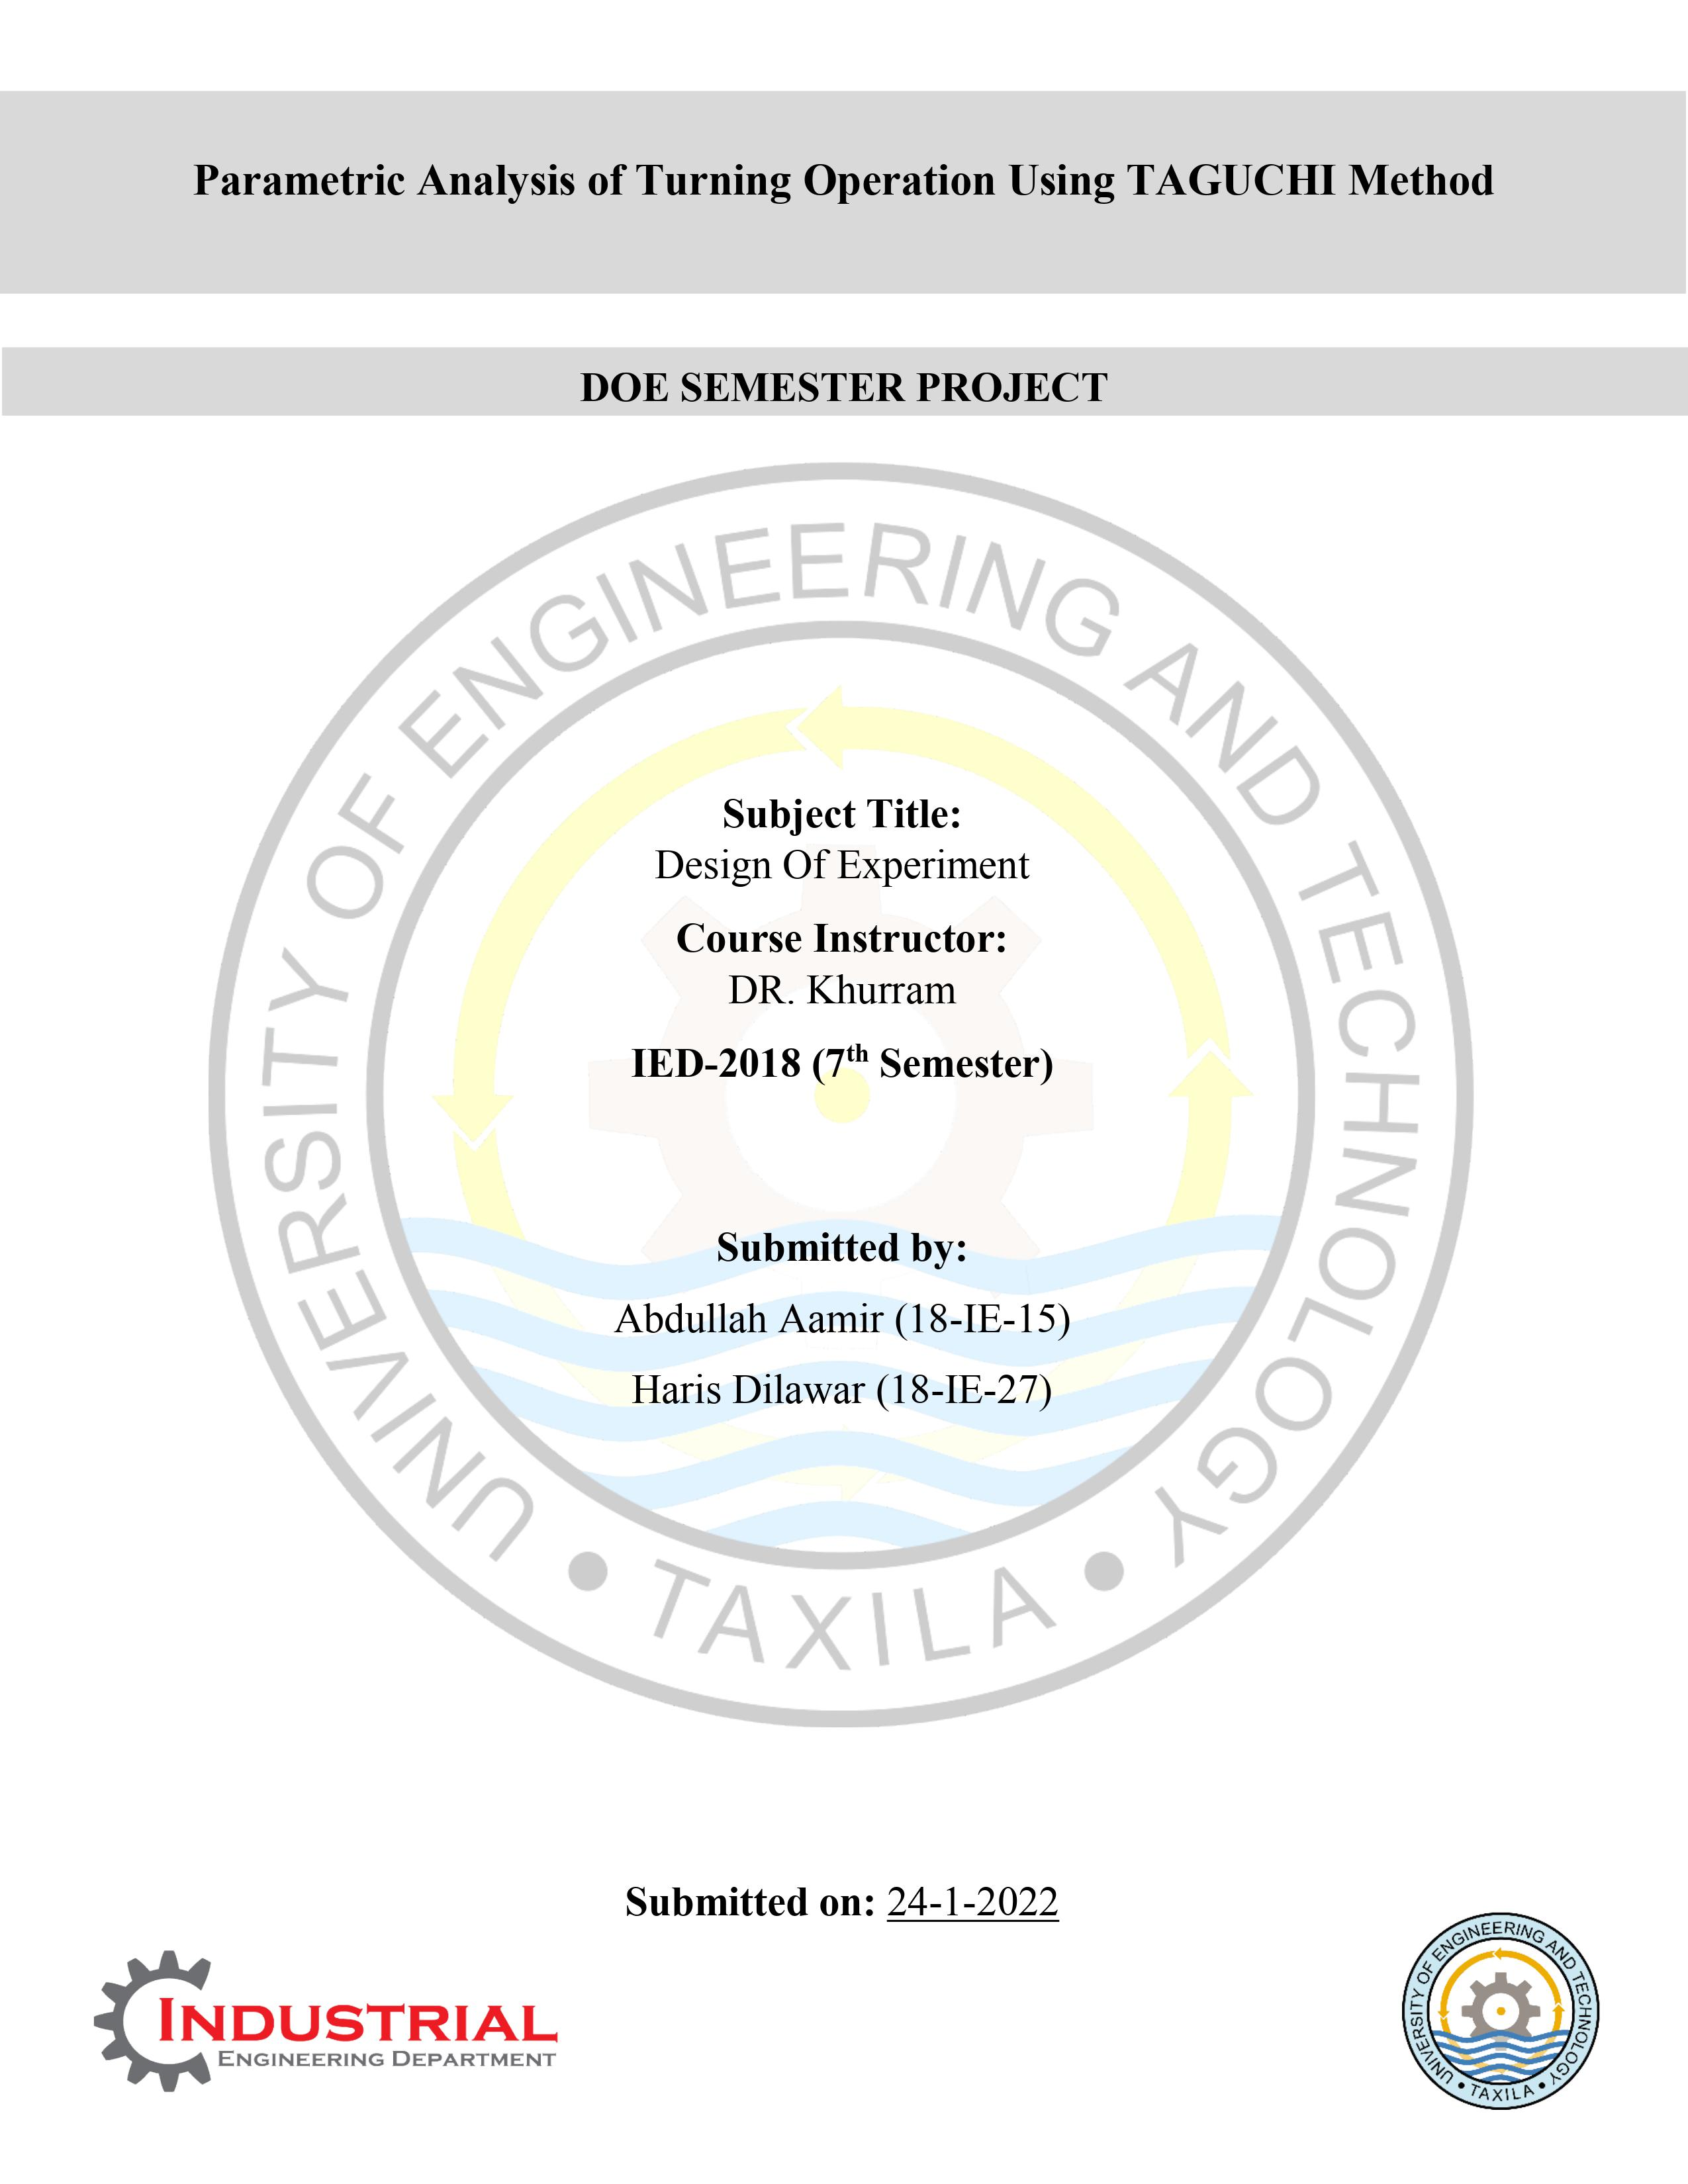 Parametric Analysis of Turning Operation Using TAGUCHI Method
DOE SEMESTER PROJECT
UNIVERSITY OF ENGINEERING AND TECHNOLOGY
• TAXILA •
Subject Title:
Design Of Experiment
Course Instructor:
DR. Khurram
IED-2018 (7th Semester)
Submitted by:
Abdullah Aamir (18-IE-15)
Haris Dilawar (18-IE-27)
Submitted on: 24-1-2022
INDUSTRIAL
ENGINEERING DEPARTMENT
UNIVERSITY OF ENGINEERING AND TECHNOLOGY
• TAXILA •